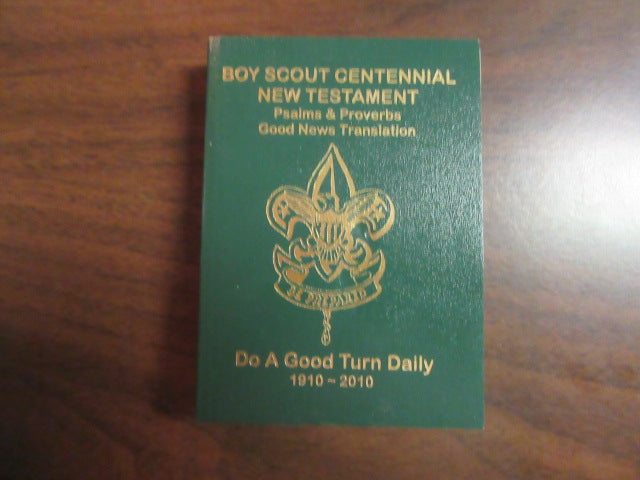 BOY SCOUT CENTENNIAL
NEW TESTAMENT
Psalms & Proverbs
Good News Translation
BE PREPARED
Do A Good Turn Daily
1910 ~ 2010